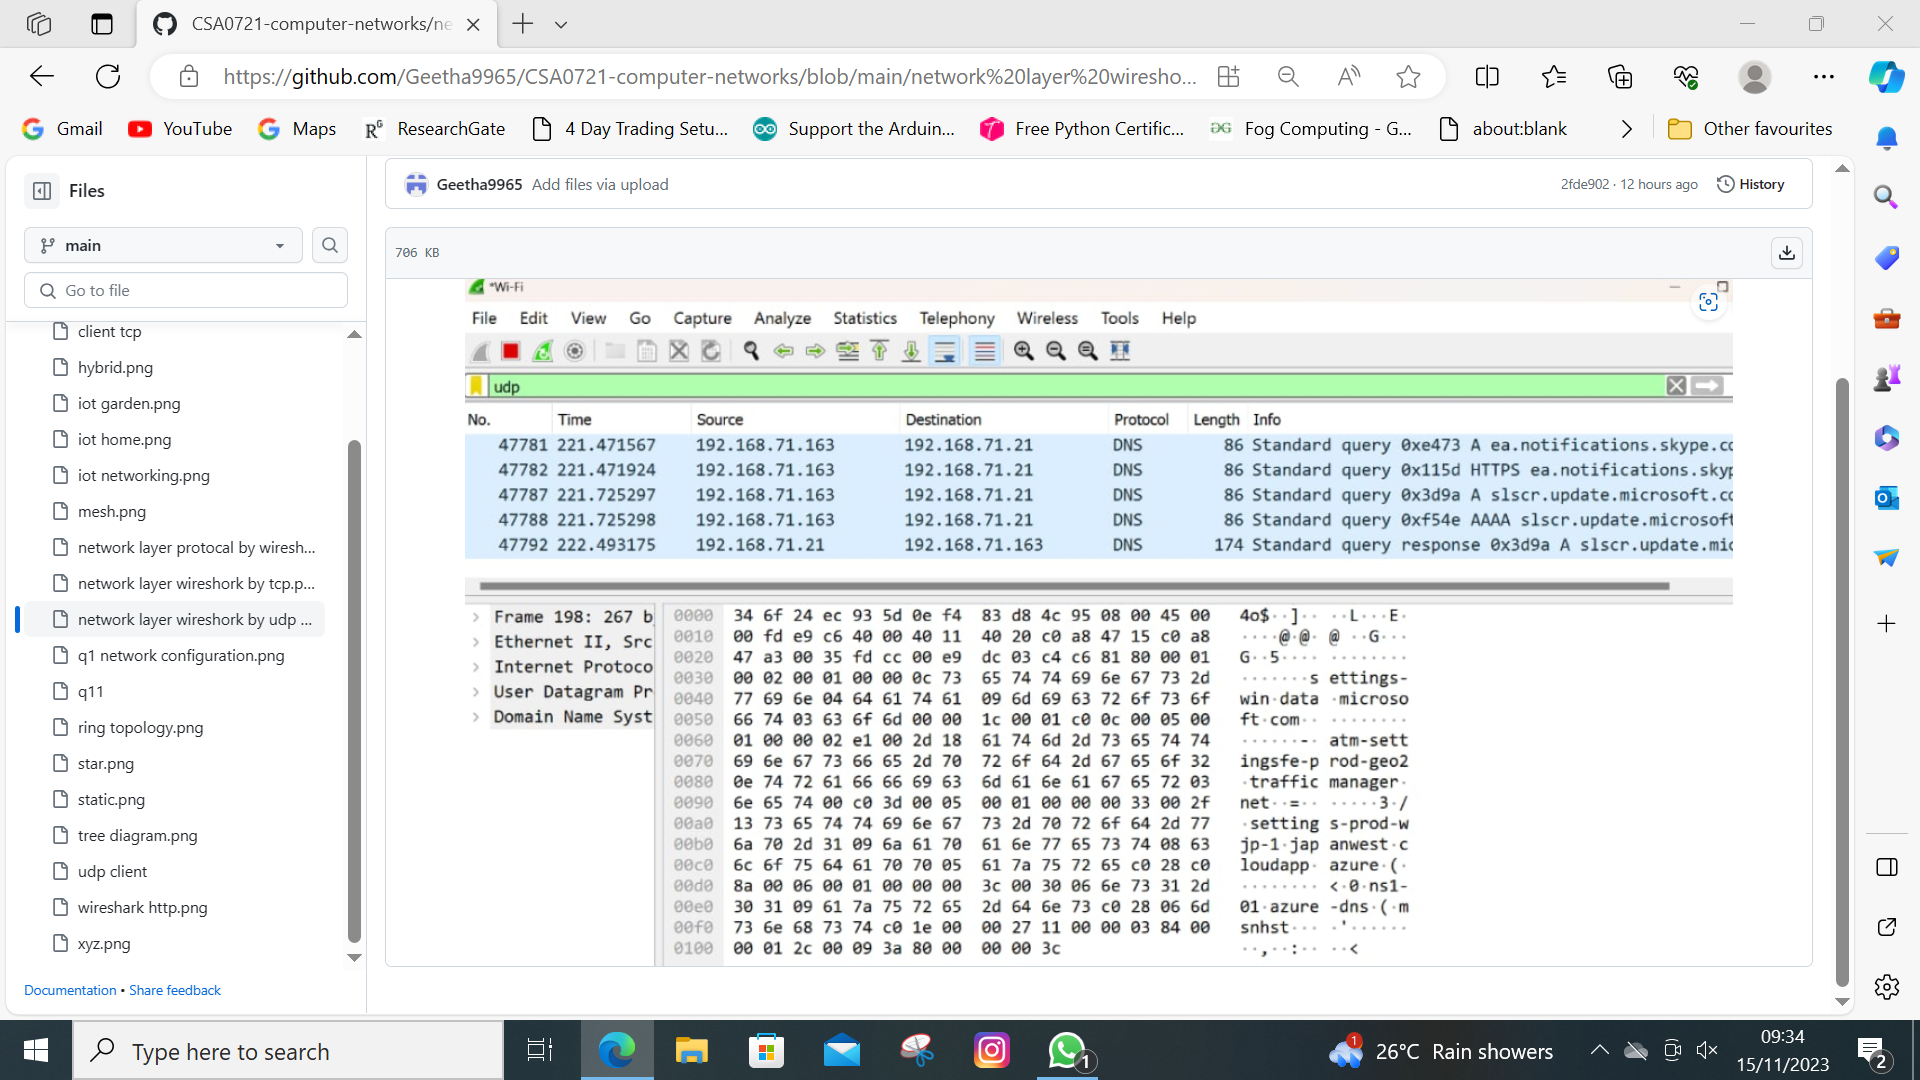 CSA0721-computer-networks/ne
https://github.com/Geetha9965/CSA0721-computer-networks/blob/main/network%20layer%20wiresho...
Gmail YouTube Maps ResearchGate 4 Day Trading Setu... Support the Arduin... Free Python Certific... Fog Computing - G... about:blank Other favourites
Files
main
Go to file
client tcp
hybrid.png
iot garden.png
iot home.png
iot networking.png
mesh.png
network layer protocal by wiresh...
network layer wireshork by tcp.p...
network layer wireshork by udp ...
q1 network configuration.png
q11
ring topology.png
star.png
static.png
tree diagram.png
udp client
wireshark http.png
xyz.png
Documentation • Share feedback
Geetha9965 Add files via upload 2fde902 · 12 hours ago History
706 KB
*Wi-Fi
File Edit View Go Capture Analyze Statistics Telephony Wireless Tools Help
udp
No. Time Source Destination Protocol Length Info
47781 221.471567 192.168.71.163 192.168.71.21 DNS 86 Standard query 0xe473 A ea.notifications.skype.co
47782 221.471924 192.168.71.163 192.168.71.21 DNS 86 Standard query 0x115d HTTPS ea.notifications.skyp
47787 221.725297 192.168.71.163 192.168.71.21 DNS 86 Standard query 0x3d9a A slscr.update.microsoft.co
47788 221.725298 192.168.71.163 192.168.71.21 DNS 86 Standard query 0xf54e AAAA slscr.update.microsoft
47792 222.493175 192.168.71.21 192.168.71.163 DNS 174 Standard query response 0x3d9a A slscr.update.mic
Frame 198: 267 b
Ethernet II, Src
Internet Protoco
User Datagram Pr
Domain Name Syst
0000 34 6f 24 ec 93 5d 0e f4 83 d8 4c 95 08 00 45 00 4o$··]·· ··L···E·
0010 00 fd e9 c6 40 00 40 11 40 20 c0 a8 47 15 c0 a8 ····@·@· @ ··G···
0020 47 a3 00 35 fd cc 00 e9 dc 03 c4 c6 81 80 00 01 G··5···· ········
0030 00 02 00 01 00 00 0c 73 65 74 74 69 6e 67 73 2d ·······s ettings-
0040 77 69 6e 04 64 61 74 61 09 6d 69 63 72 6f 73 6f win·data ·microso
0050 66 74 03 63 6f 6d 00 00 1c 00 01 c0 0c 00 05 00 ft·com·· ········
0060 01 00 00 02 e1 00 2d 18 61 74 6d 2d 73 65 74 74 ······-· atm-sett
0070 69 6e 67 73 66 65 2d 70 72 6f 64 2d 67 65 6f 32 ingsfe-p rod-geo2
0080 0e 74 72 61 66 66 69 63 6d 61 6e 61 67 65 72 03 ·traffic manager·
0090 6e 65 74 00 c0 3d 00 05 00 01 00 00 00 33 00 2f net··=·· ·····3·/
00a0 13 73 65 74 74 69 6e 67 73 2d 70 72 6f 64 2d 77 ·setting s-prod-w
00b0 6a 70 2d 31 09 6a 61 70 61 6e 77 65 73 74 08 63 jp-1·jap anwest·c
00c0 6c 6f 75 64 61 70 70 05 61 7a 75 72 65 c0 28 c0 loudapp· azure·(·
00d0 8a 00 06 00 01 00 00 00 3c 00 30 06 6e 73 31 2d ········ <·0·ns1-
00e0 30 31 09 61 7a 75 72 65 2d 64 6e 73 c0 28 06 6d 01·azure -dns·(·m
00f0 73 6e 68 73 74 c0 1e 00 00 27 11 00 00 03 84 00 snhst··· ·'······
0100 00 01 2c 00 09 3a 80 00 00 00 3c ··,··:·· ··<
Type here to search
1
1
26°C Rain showers
09:34
15/11/2023
2